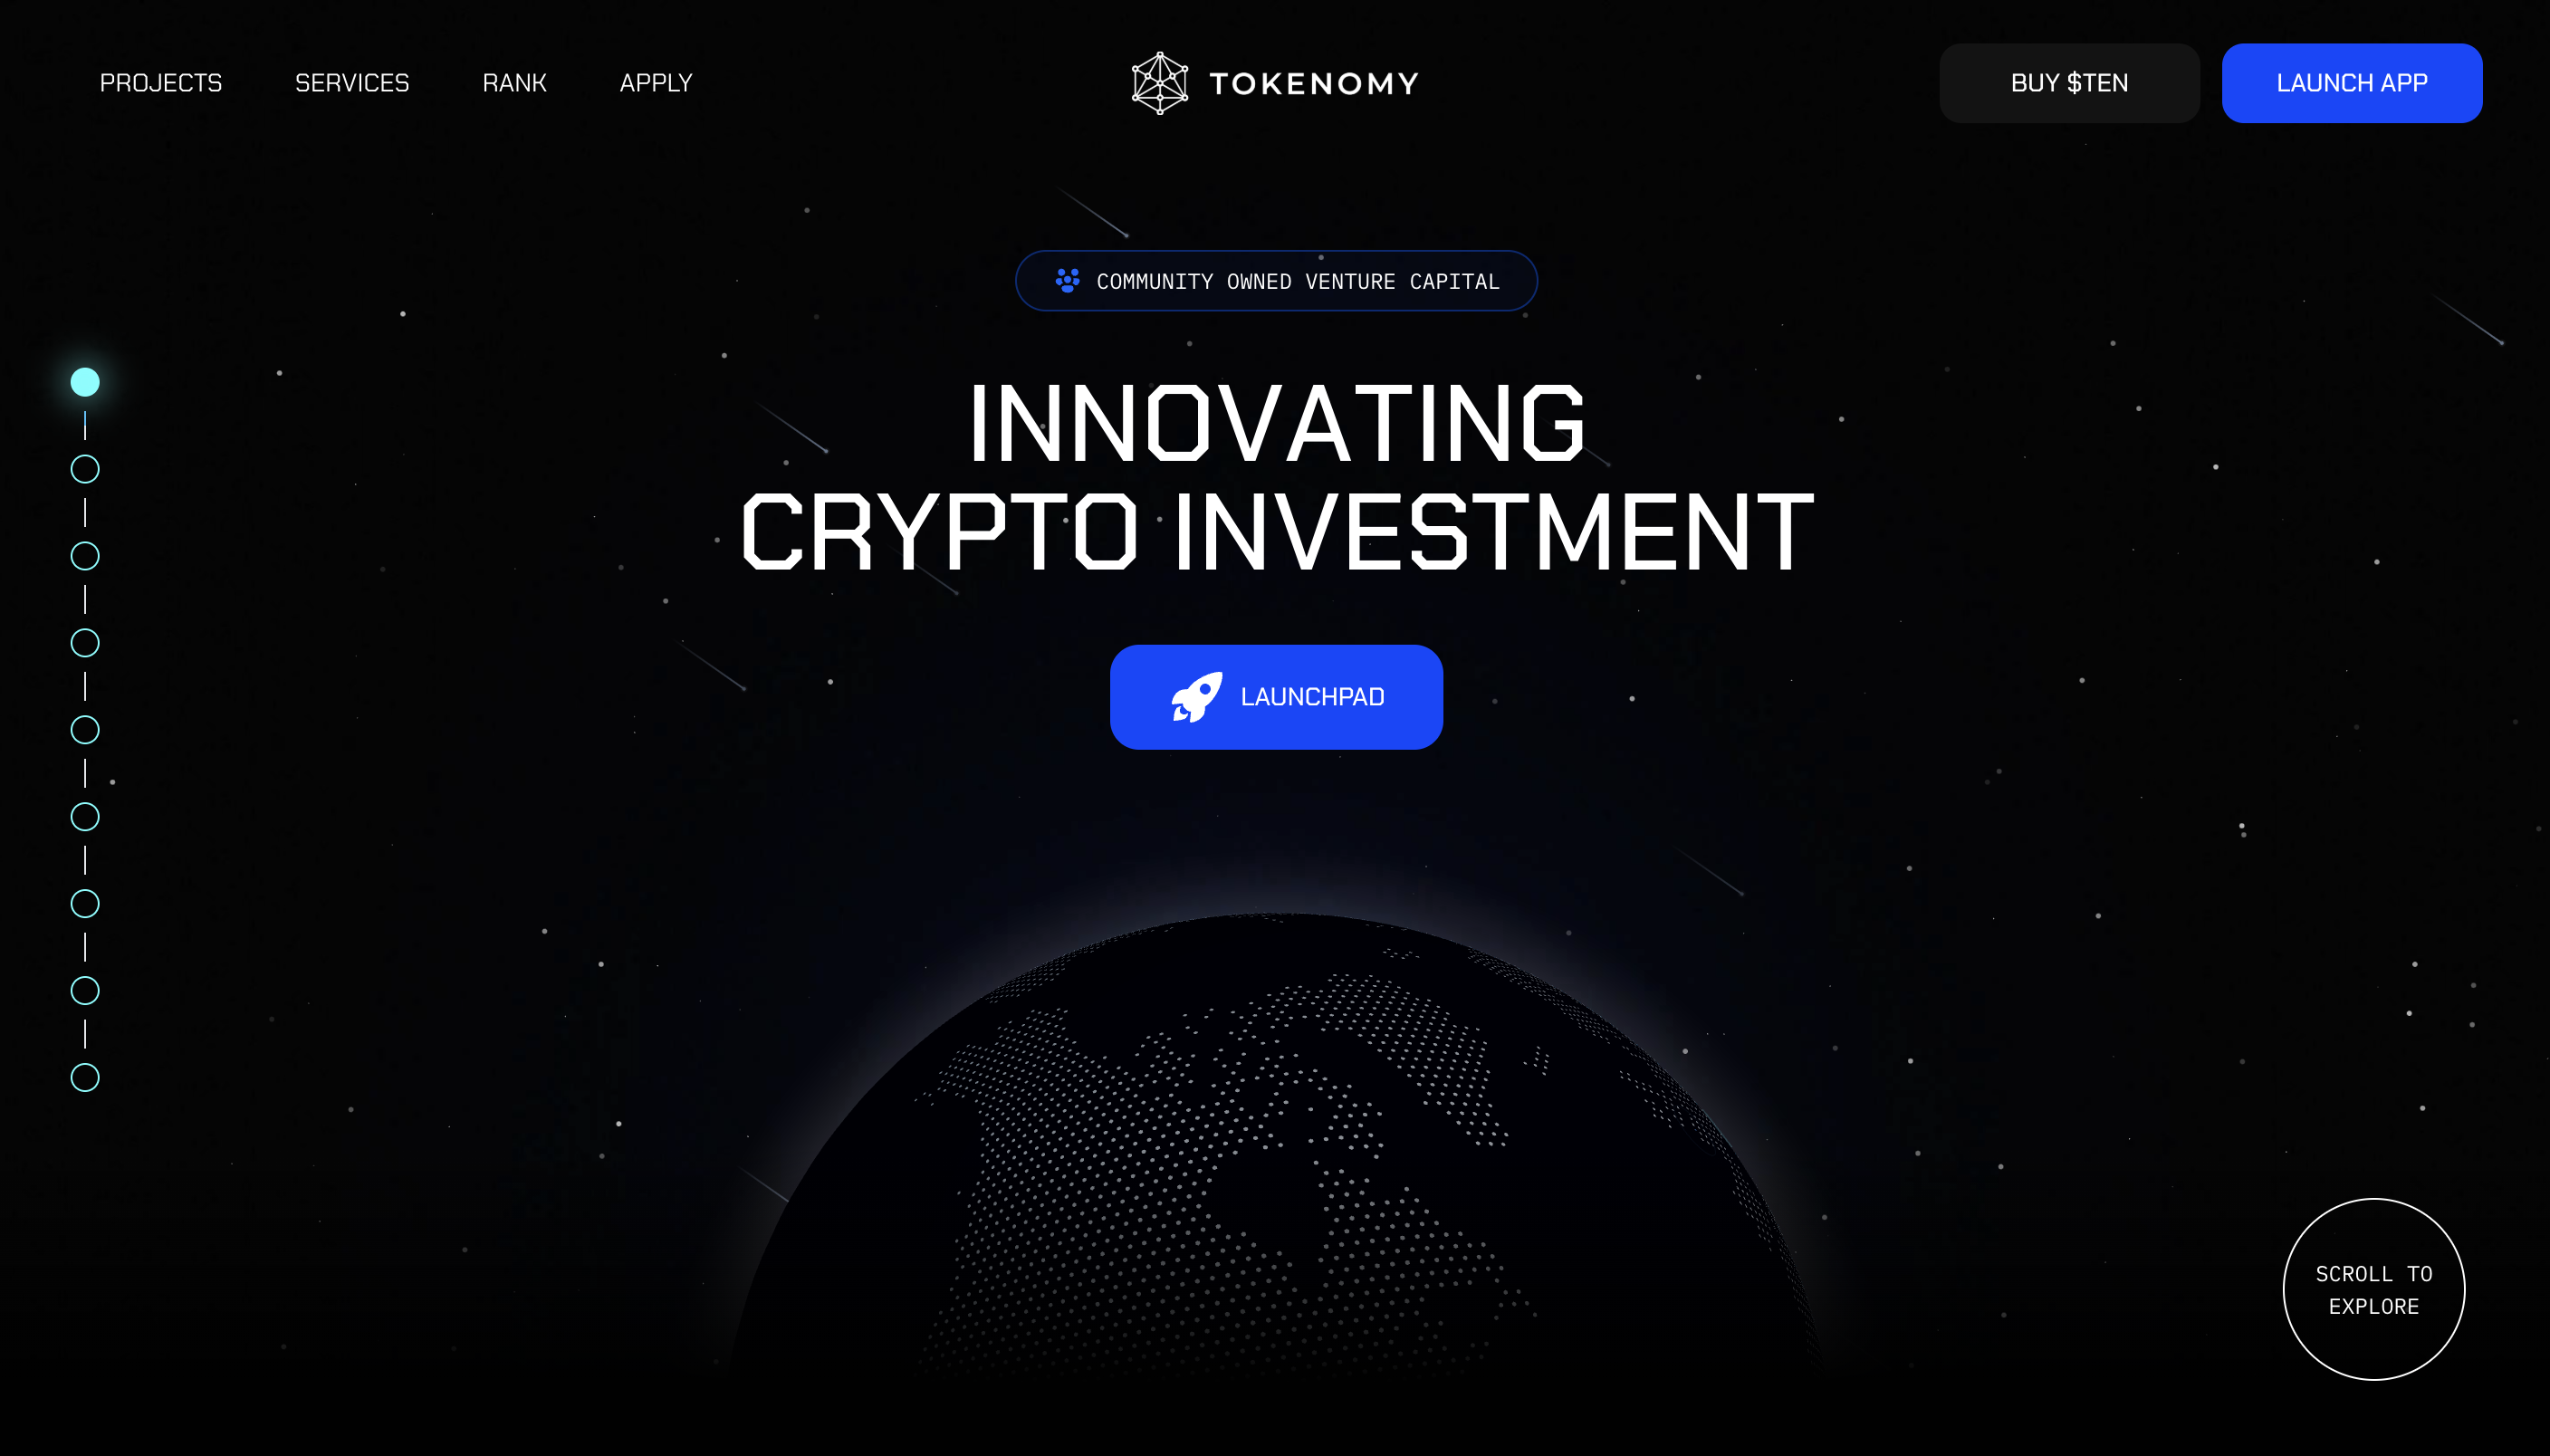 PROJECTS
SERVICES
RANK
APPLY
TOKENOMY
BUY $TEN
LAUNCH APP
COMMUNITY OWNED VENTURE CAPITAL
INNOVATING
CRYPTO INVESTMENT
LAUNCHPAD
SCROLL TO
EXPLORE